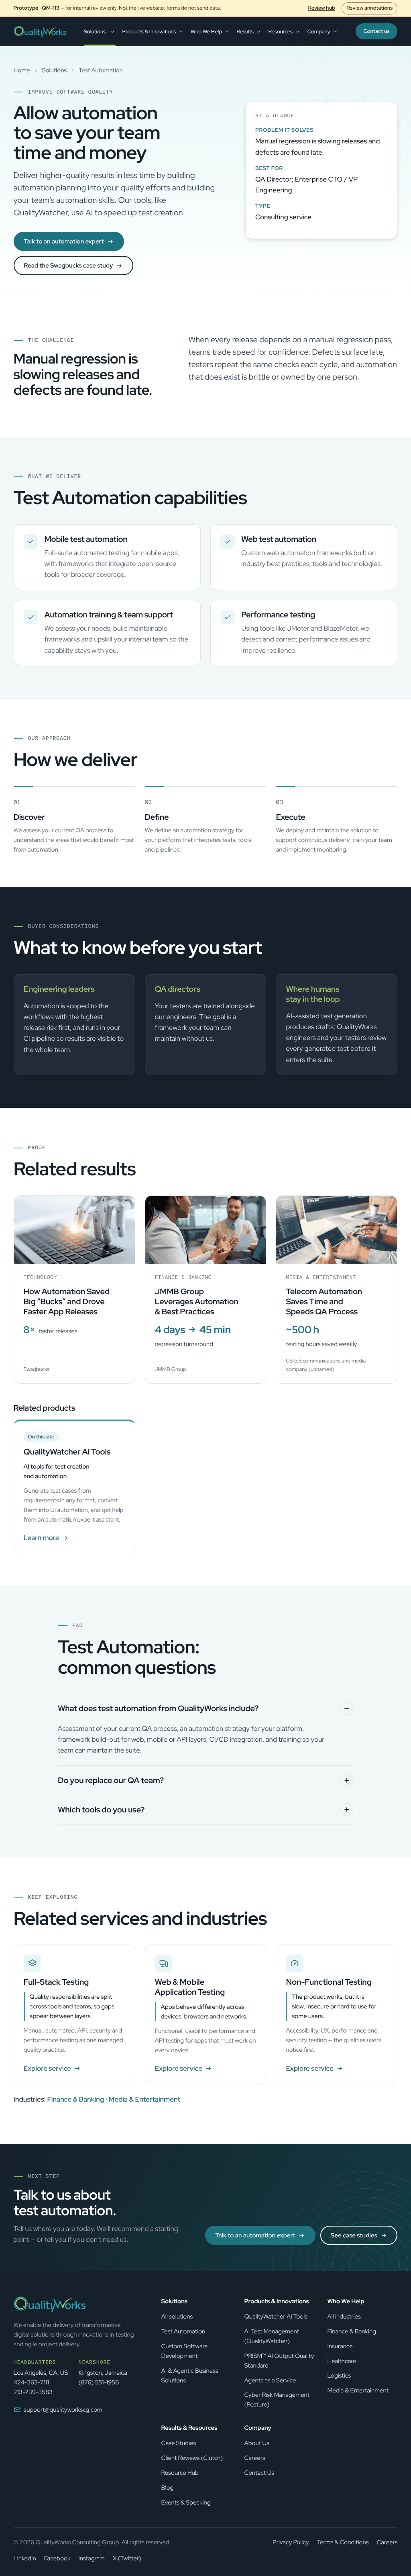 Prototype · QM-113 — for internal review only. Not the live website; forms do not send data.
Review hub
Review annotations
QualityWorks
Solutions
Products & Innovations
Who We Help
Results
Resources
Company
Contact us
Home
Solutions
Test Automation
IMPROVE SOFTWARE QUALITY
Allow automation
to save your team
time and money
Deliver higher-quality results in less time by building
automation planning into your quality efforts and building
your team's automation skills. Our tools, like
QualityWatcher, use AI to speed up test creation.
Talk to an automation expert →
Read the Swagbucks case study →
AT A GLANCE
PROBLEM IT SOLVES
Manual regression is slowing releases and
defects are found late.
BEST FOR
QA Director; Enterprise CTO / VP
Engineering
TYPE
Consulting service
THE CHALLENGE
Manual regression is
slowing releases and
defects are found late.
When every release depends on a manual regression pass,
teams trade speed for confidence. Defects surface late,
testers repeat the same checks each cycle, and automation
that does exist is brittle or owned by one person.
WHAT WE DELIVER
Test Automation capabilities
Mobile test automation
Full-suite automated testing for mobile apps,
with frameworks that integrate open-source
tools for broader coverage.
Web test automation
Custom web automation frameworks built on
industry best practices, tools and technologies.
Automation training & team support
We assess your needs, build maintainable
frameworks and upskill your internal team so the
capability stays with you.
Performance testing
Using tools like JMeter and BlazeMeter, we
detect and correct performance issues and
improve resilience.
OUR APPROACH
How we deliver
01
Discover
We assess your current QA process to
understand the areas that would benefit most
from automation.
02
Define
We define an automation strategy for
your platform that integrates tests, tools
and pipelines.
03
Execute
We deploy and maintain the solution to
support continuous delivery, train your team
and implement monitoring.
BUYER CONSIDERATIONS
What to know before you start
Engineering leaders
Automation is scoped to the
workflows with the highest
release risk first, and runs in your
CI pipeline so results are visible to
the whole team.
QA directors
Your testers are trained alongside
our engineers. The goal is a
framework your team can
maintain without us.
Where humans
stay in the loop
AI-assisted test generation
produces drafts; QualityWorks
engineers and your testers review
every generated test before it
enters the suite.
PROOF
Related results
TECHNOLOGY
How Automation Saved
Big "Bucks" and Drove
Faster App Releases
8× faster releases
Swagbucks
FINANCE & BANKING
JMMB Group
Leverages Automation
& Best Practices
4 days → 45 min
regression turnaround
JMMB Group
MEDIA & ENTERTAINMENT
Telecom Automation
Saves Time and
Speeds QA Process
~500 h
testing hours saved weekly
US telecommunications and media
company (unnamed)
Related products
On this site
QualityWatcher AI Tools
AI tools for test creation
and automation
Generate test cases from
requirements in any format, convert
them into UI automation, and get help
from an automation expert assistant.
Learn more →
FAQ
Test Automation:
common questions
What does test automation from QualityWorks include?
Assessment of your current QA process, an automation strategy for your platform,
framework build-out for web, mobile or API layers, CI/CD integration, and training so your
team can maintain the suite.
Do you replace our QA team?
Which tools do you use?
KEEP EXPLORING
Related services and industries
Full-Stack Testing
Quality responsibilities are split
across tools and teams, so gaps
appear between layers.
Manual, automated, API, security and
performance testing as one managed
quality practice.
Explore service →
Web & Mobile
Application Testing
Apps behave differently across
devices, browsers and networks.
Functional, usability, performance and
API testing for apps that must work on
every device.
Explore service →
Non-Functional Testing
The product works, but it is
slow, insecure or hard to use for
some users.
Accessibility, UX, performance and
security testing — the qualities users
notice first.
Explore service →
Industries: Finance & Banking · Media & Entertainment
NEXT STEP
Talk to us about
test automation.
Tell us where you are today. We'll recommend a starting
point — or tell you if you don't need us.
Talk to an automation expert →
See case studies →
QualityWorks
We enable the delivery of transformative
digital solutions through innovations in testing
and agile project delivery.
HEADQUARTERS
Los Angeles, CA, US
424-363-7111
213-239-3583
NEARSHORE
Kingston, Jamaica
(876) 551-1956
support@qualityworkscg.com
Solutions
All solutions
Test Automation
Custom Software
Development
AI & Agentic Business
Solutions
Products & Innovations
QualityWatcher AI Tools
AI Test Management
(QualityWatcher)
PRISM™ AI Output Quality
Standard
Agents as a Service
Cyber Risk Management
(Posture)
Who We Help
All industries
Finance & Banking
Insurance
Healthcare
Logistics
Media & Entertainment
Results & Resources
Case Studies
Client Reviews (Clutch)
Resource Hub
Blog
Events & Speaking
Company
About Us
Careers
Contact Us
© 2026 QualityWorks Consulting Group. All rights reserved.
Privacy Policy
Terms & Conditions
Careers
LinkedIn
Facebook
Instagram
X (Twitter)